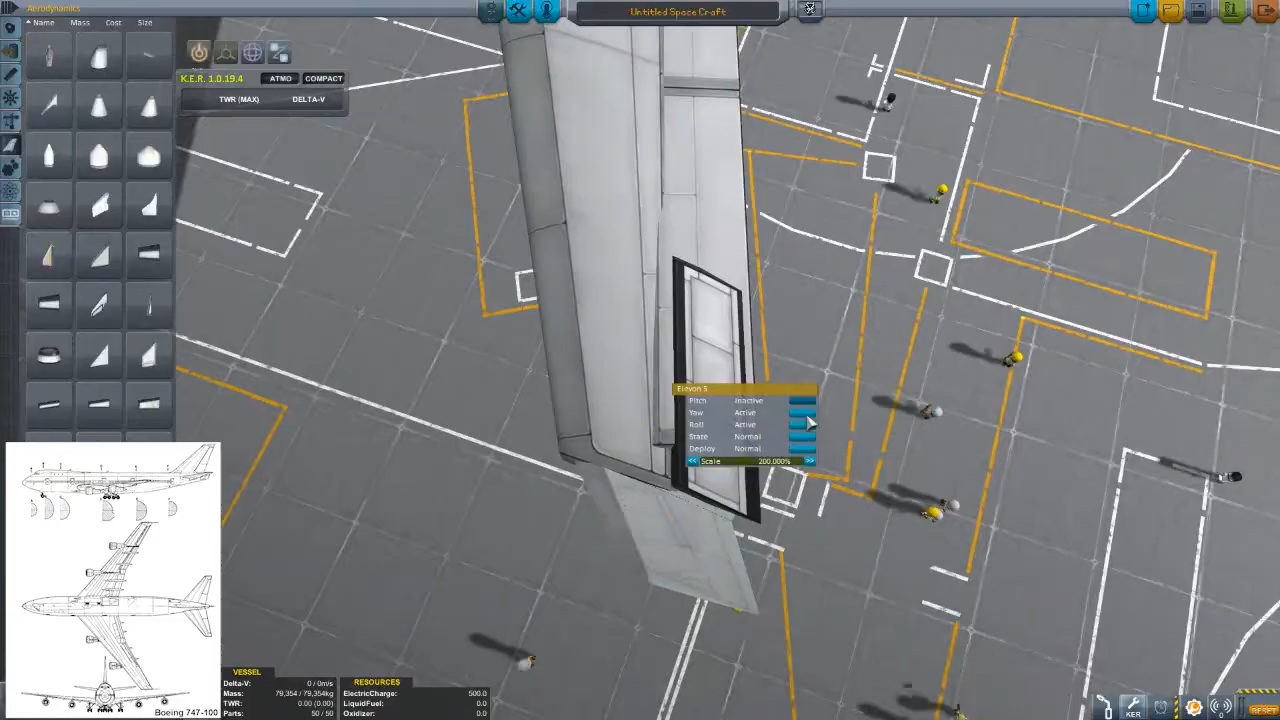 Aerodynamics
Untitled Space Craft
Name Mass Cost Size
K.E.R. 1.0.19.4 ATMO COMPACT
TWR (MAX) DELTA-V
Elevon 5
Pitch Inactive
Yaw Active
Roll Active
State Normal
Deploy Normal
<< Scale 200.000% >>
Boeing 747-100
VESSEL
Delta-V: 0 / 0m/s
Mass: 79,354 / 79,354kg
TWR: 0.00 (0.00)
Parts: 50 / 50
RESOURCES
ElectricCharge: 500.0
LiquidFuel: 0.0
Oxidizer: 0.0
KER
0
RESET